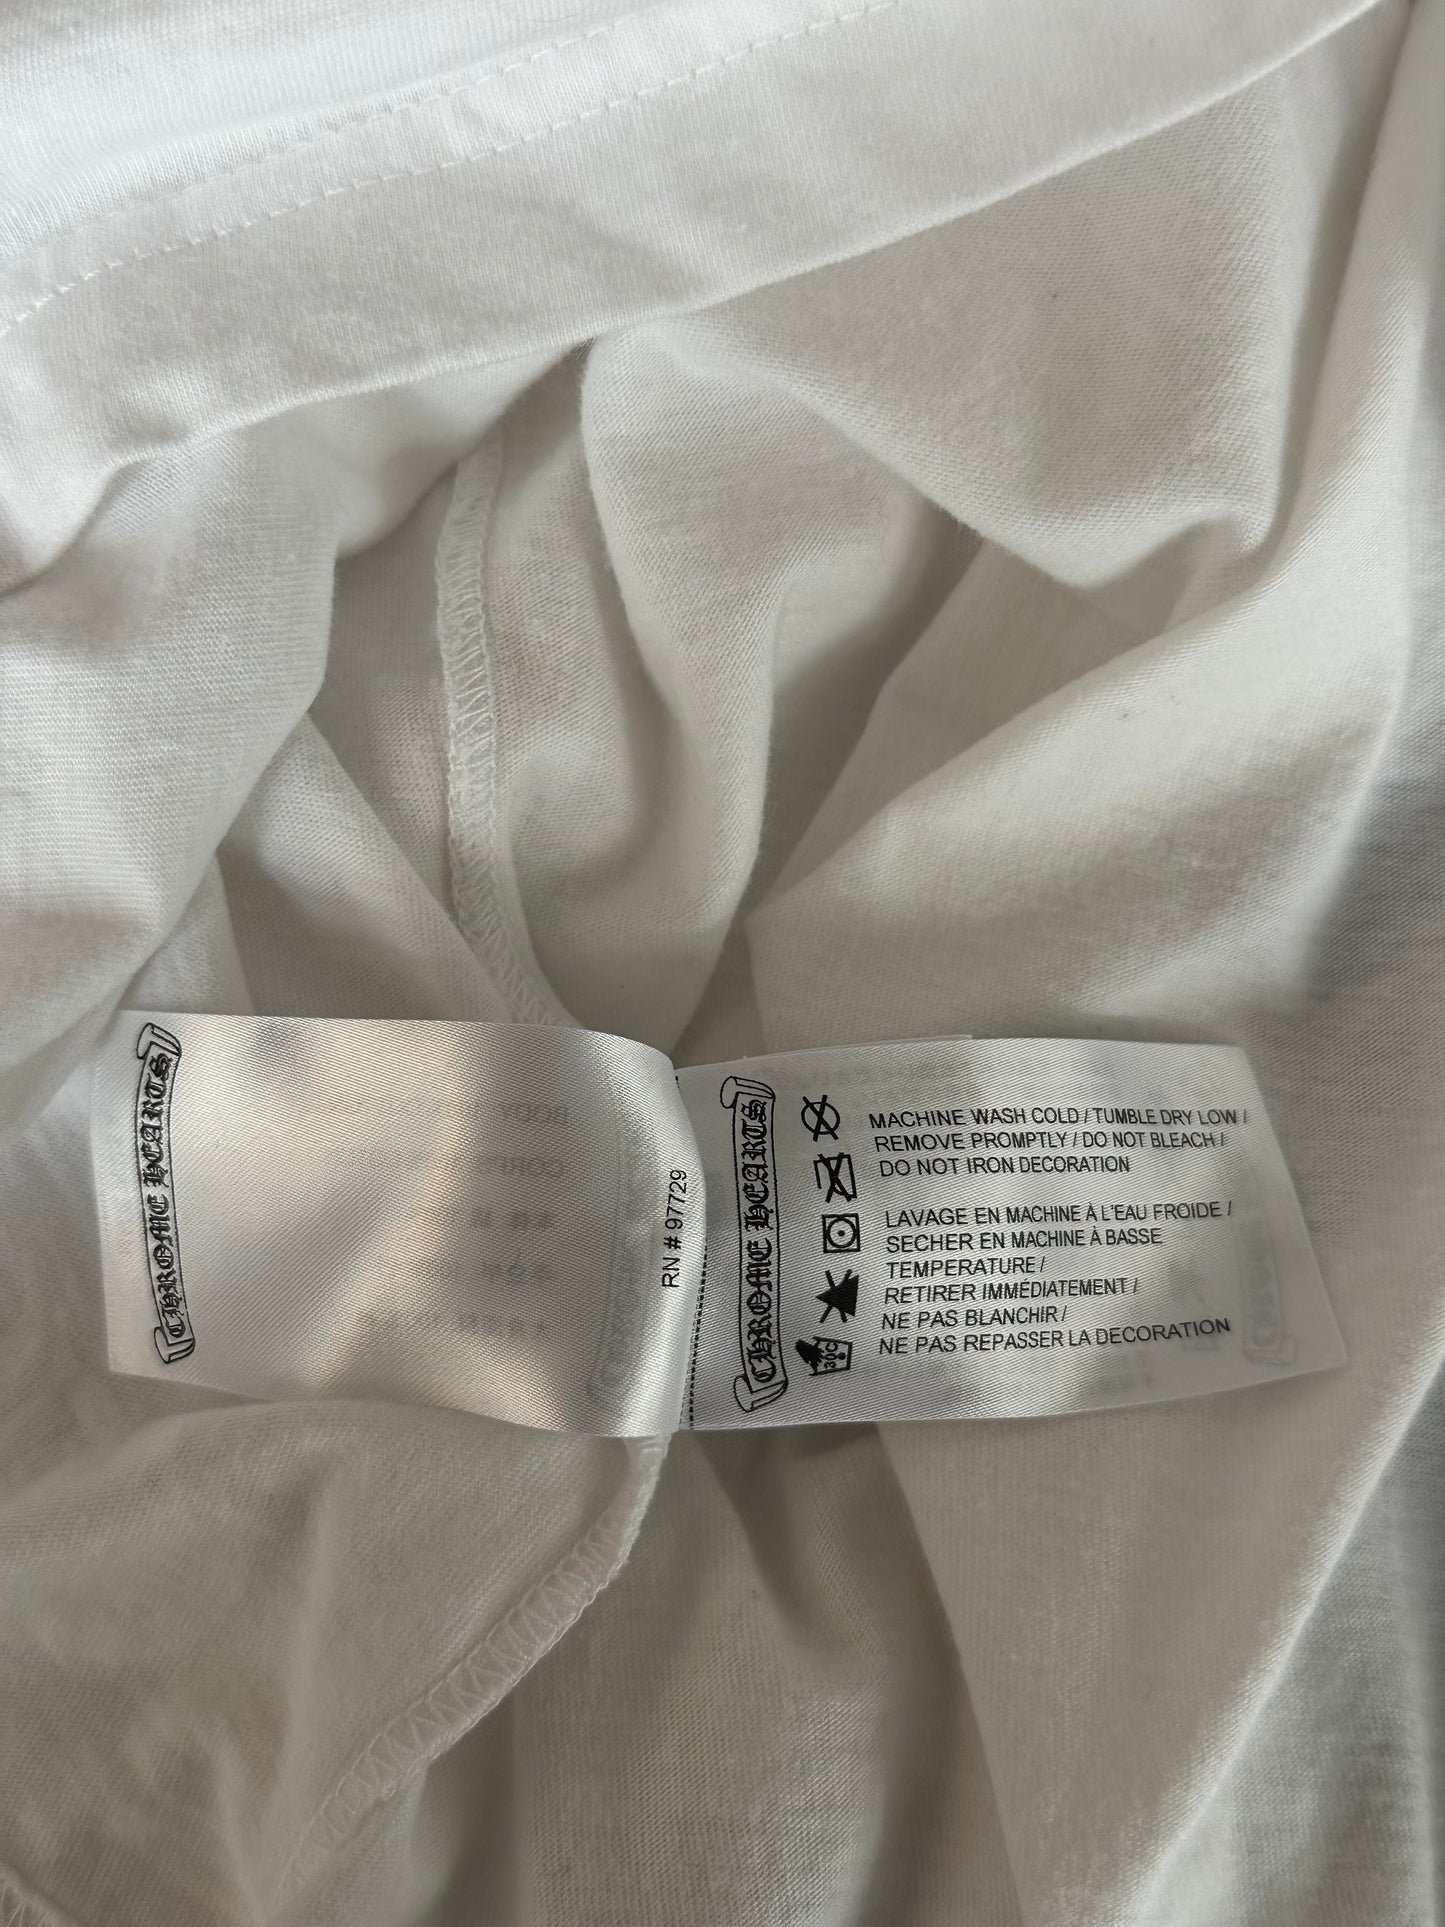 CHROME HEARTS
RN # 97729
CHROME HEARTS
MACHINE WASH COLD / TUMBLE DRY LOW /
REMOVE PROMPTLY / DO NOT BLEACH /
DO NOT IRON DECORATION
LAVAGE EN MACHINE À L'EAU FROIDE /
SECHER EN MACHINE À BASSE
TEMPERATURE /
RETIRER IMMÉDIATEMENT /
NE PAS BLANCHIR /
NE PAS REPASSER LA DECORATION
30C